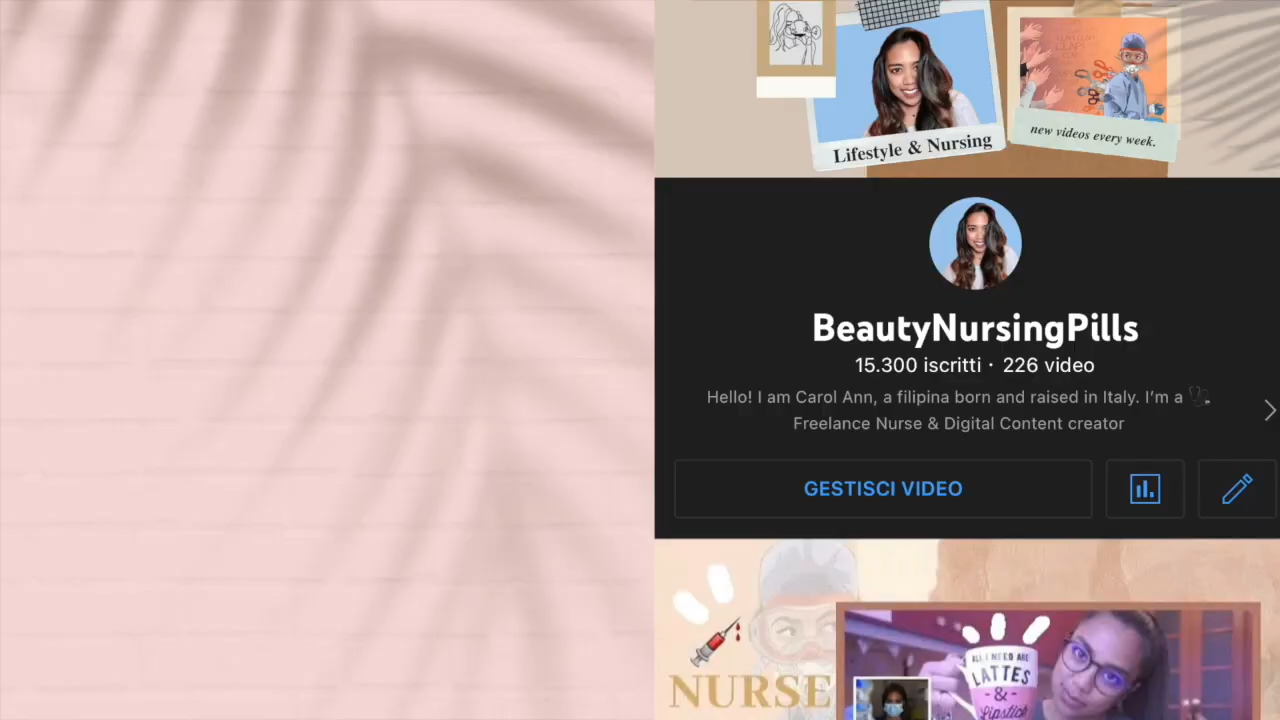 Lifestyle & Nursing
new videos every week.
BeautyNursingPills
15.300 iscritti · 226 video
Hello! I am Carol Ann, a filipina born and raised in Italy. I'm a 🩺
Freelance Nurse & Digital Content creator
GESTISCI VIDEO
NURSE
ALL I NEED ARE
LATTES
-&-
Lipstick